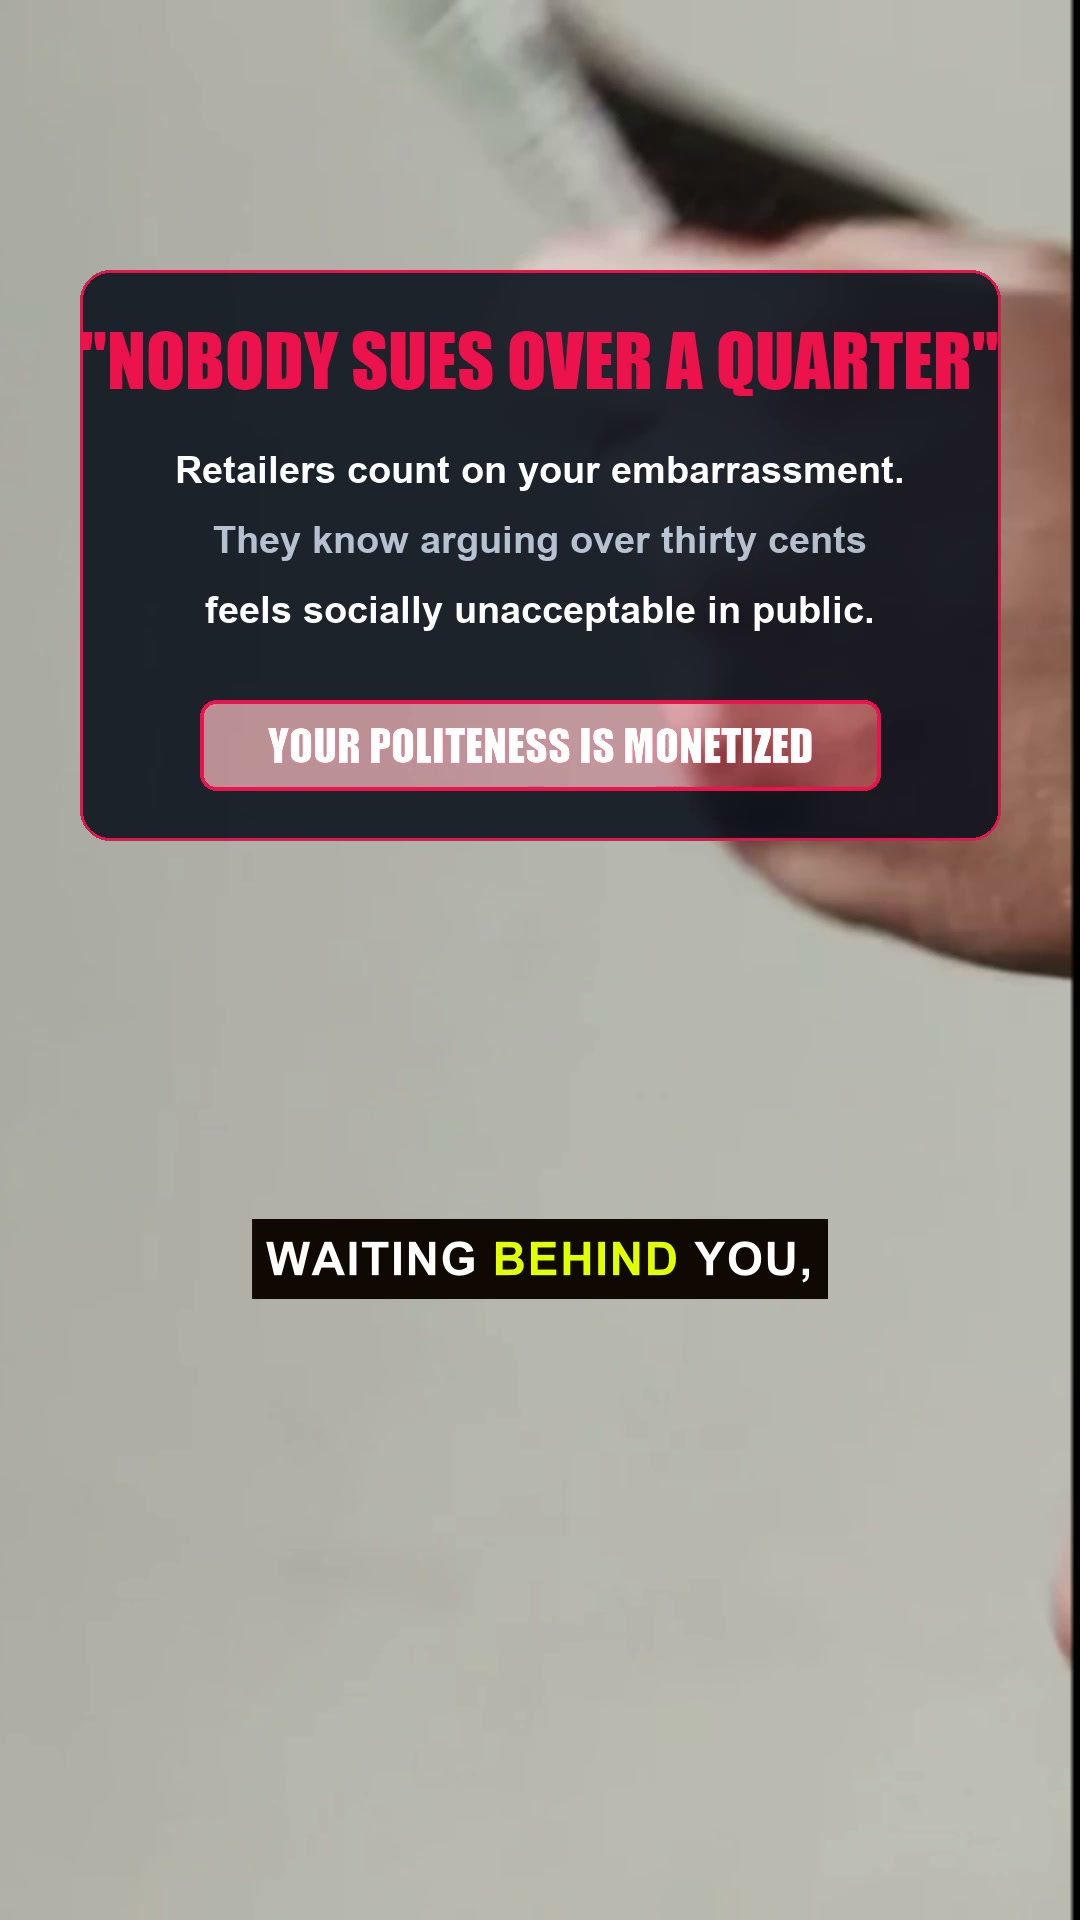 "NOBODY SUES OVER A QUARTER"
Retailers count on your embarrassment.
They know arguing over thirty cents
feels socially unacceptable in public.
YOUR POLITENESS IS MONETIZED
WAITING BEHIND YOU,